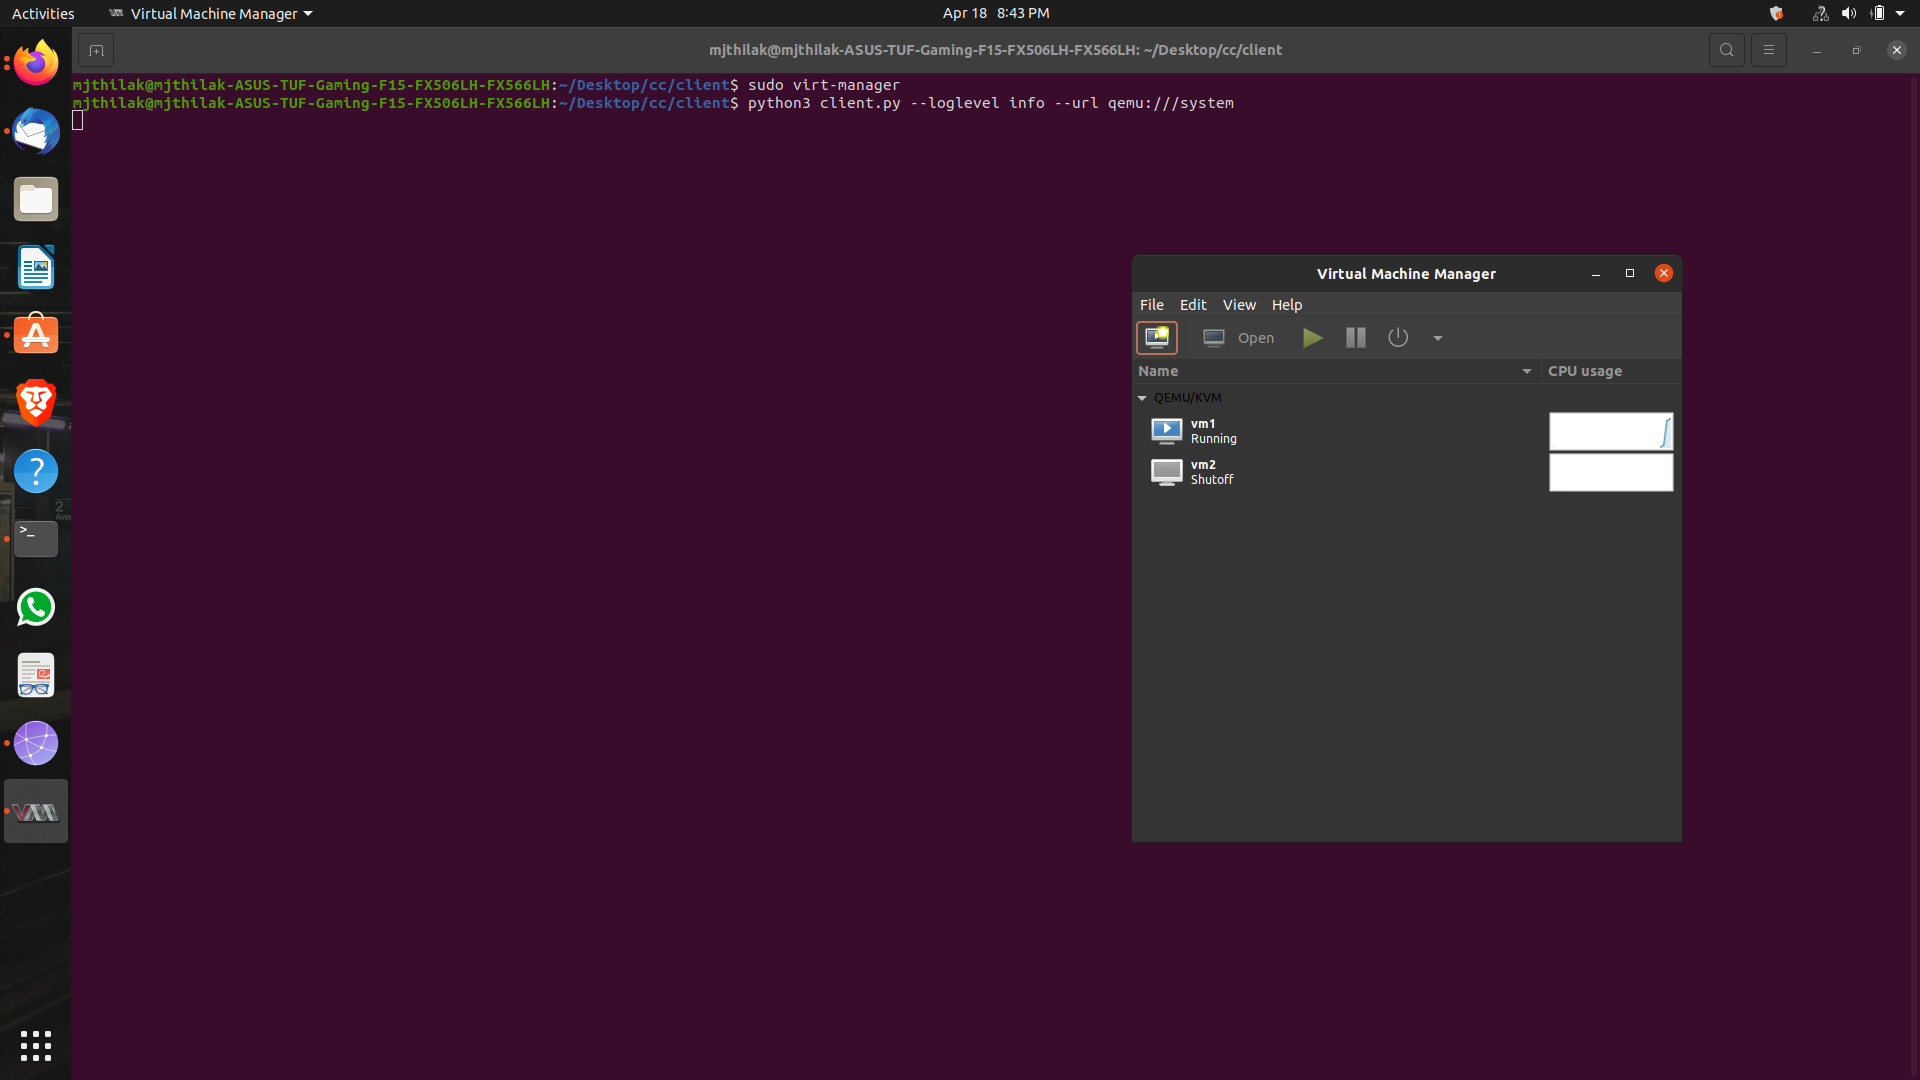 Activities
Virtual Machine Manager
Apr 18 8:43 PM
mjthilak@mjthilak-ASUS-TUF-Gaming-F15-FX506LH-FX566LH: ~/Desktop/cc/client
mjthilak@mjthilak-ASUS-TUF-Gaming-F15-FX506LH-FX566LH:~/Desktop/cc/client$ sudo virt-manager
mjthilak@mjthilak-ASUS-TUF-Gaming-F15-FX506LH-FX566LH:~/Desktop/cc/client$ python3 client.py --loglevel info --url qemu:///system
Virtual Machine Manager
File Edit View Help
Open
Name CPU usage
QEMU/KVM
vm1
Running
vm2
Shutoff
2